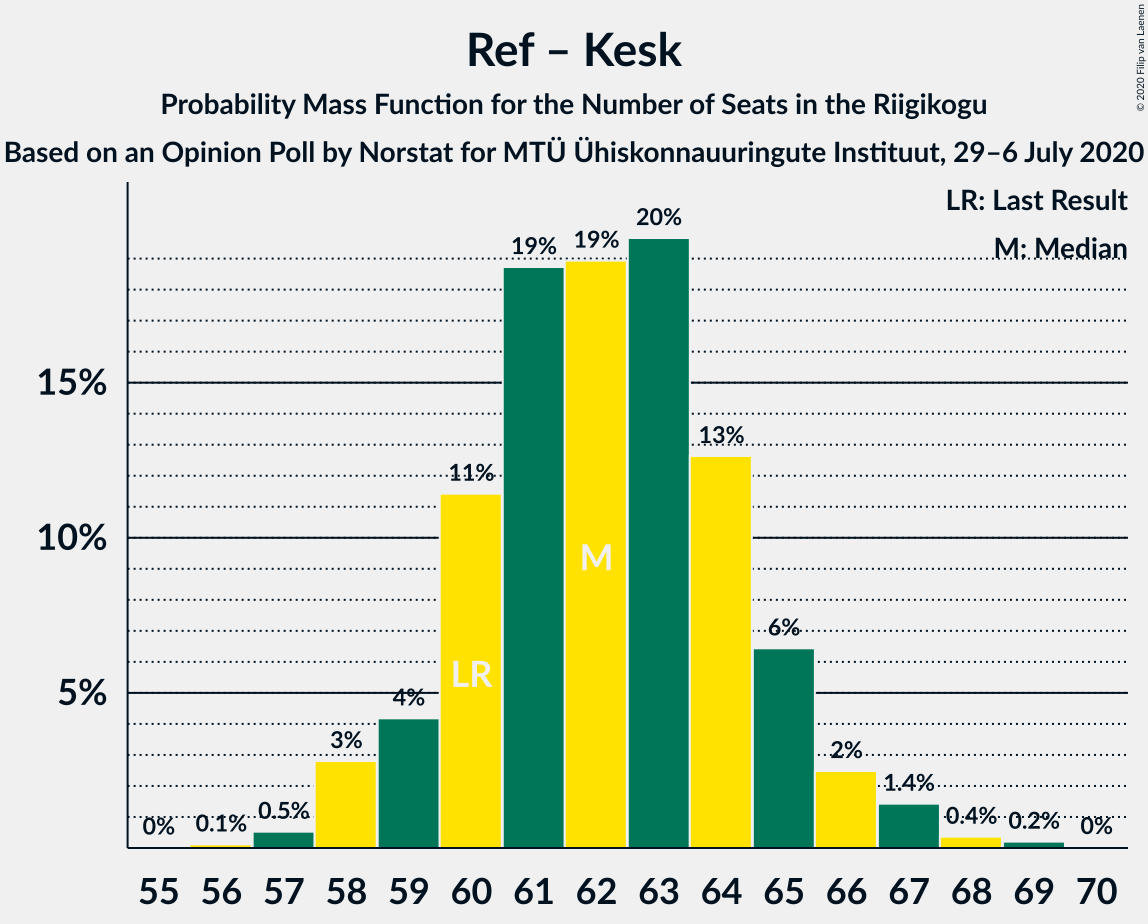 Ref – Kesk
Probability Mass Function for the Number of Seats in the Riigikogu
Based on an Opinion Poll by Norstat for MTÜ Ühiskonnauuringute Instituut, 29–6 July 2020
© 2020 Filip van Laenen
LR: Last Result
M: Median
20%
19%
19%
15%
13%
11%
10%
M
6%
LR
5%
4%
3%
2%
1.4%
0.5%
0.4%
0.2%
0.1%
0%
0%
55 56 57 58 59 60 61 62 63 64 65 66 67 68 69 70